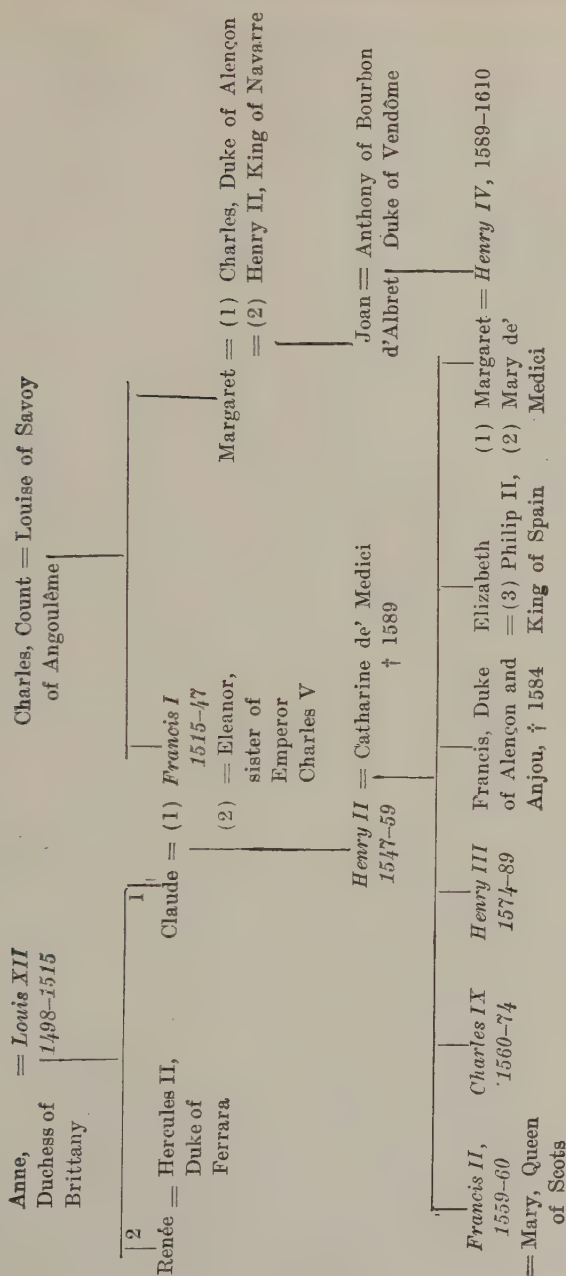 Anne, = Louis XII
Duchess of 1498–1515
Brittany
Charles, Count = Louise of Savoy
of Angoulême
2
Renée = Hercules II,
Duke of
Ferrara
1
Claude = (1) Francis I
1515–47
(2) = Eleanor,
sister of
Emperor
Charles V
Margaret = (1) Charles, Duke of Alençon
= (2) Henry II, King of Navarre
Henry II = Catharine de' Medici
1547–59 † 1589
Joan = Anthony of Bourbon
d'Albret Duke of Vendôme
Francis II,
1559–60
= Mary, Queen
of Scots
Charles IX
1560–74
Henry III
1574–89
Francis, Duke
of Alençon and
Anjou, † 1584
Elizabeth
= (3) Philip II,
King of Spain
(1) Margaret = Henry IV, 1589–1610
(2) Mary de'
Medici